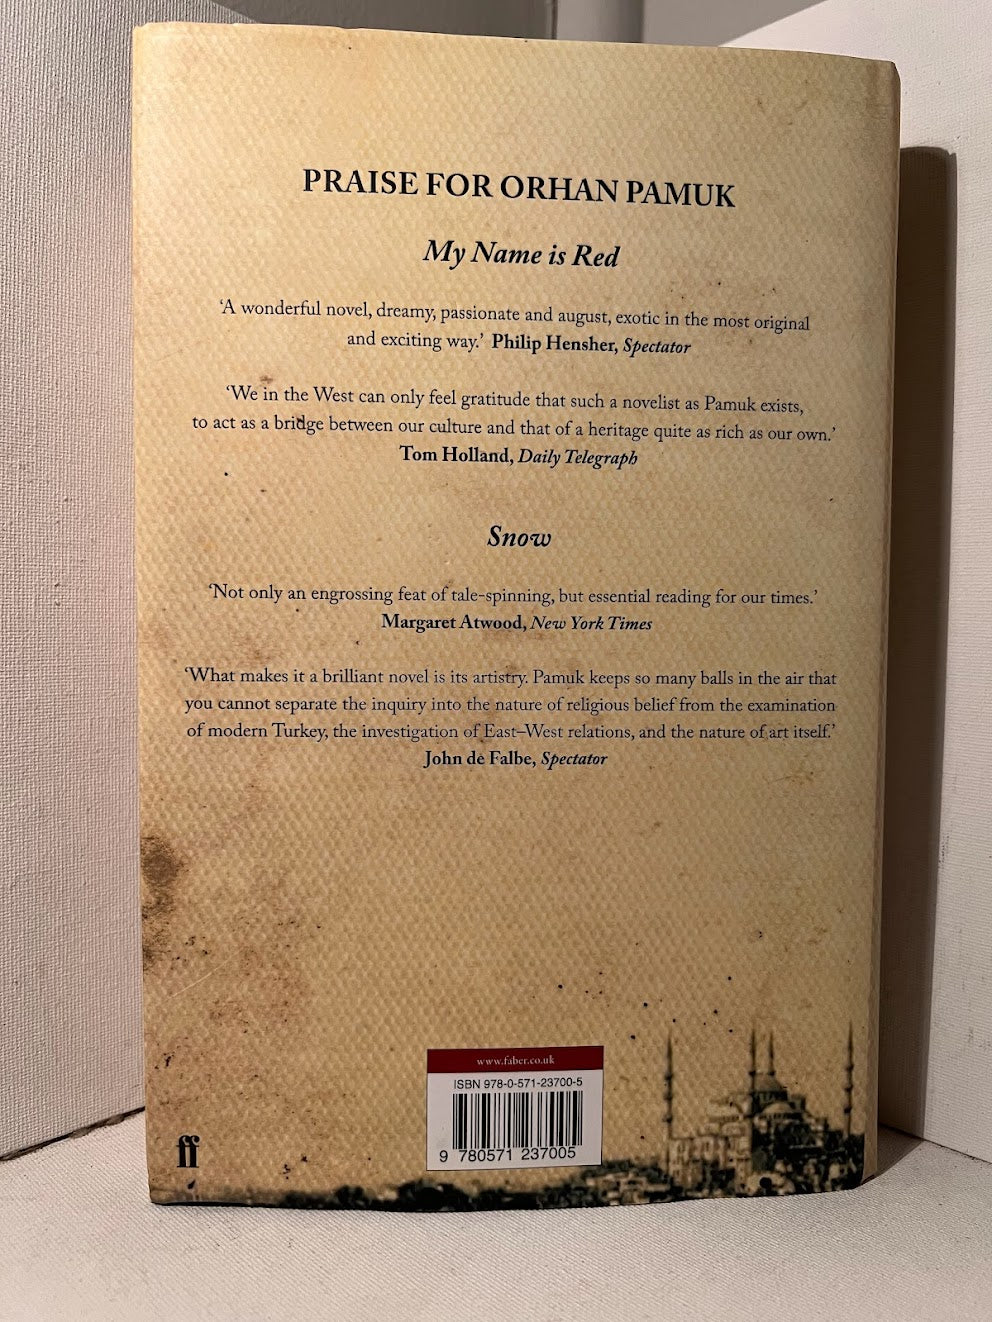 PRAISE FOR ORHAN PAMUK
My Name is Red
‘A wonderful novel, dreamy, passionate and august, exotic in the most original
and exciting way.’ Philip Hensher, Spectator
‘We in the West can only feel gratitude that such a novelist as Pamuk exists,
to act as a bridge between our culture and that of a heritage quite as rich as our own.’
Tom Holland, Daily Telegraph
Snow
‘Not only an engrossing feat of tale-spinning, but essential reading for our times.’
Margaret Atwood, New York Times
‘What makes it a brilliant novel is its artistry. Pamuk keeps so many balls in the air that
you cannot separate the inquiry into the nature of religious belief from the examination
of modern Turkey, the investigation of East–West relations, and the nature of art itself.’
John de Falbe, Spectator
www.faber.co.uk
ISBN 978-0-571-23700-5
9 780571 237005
ff